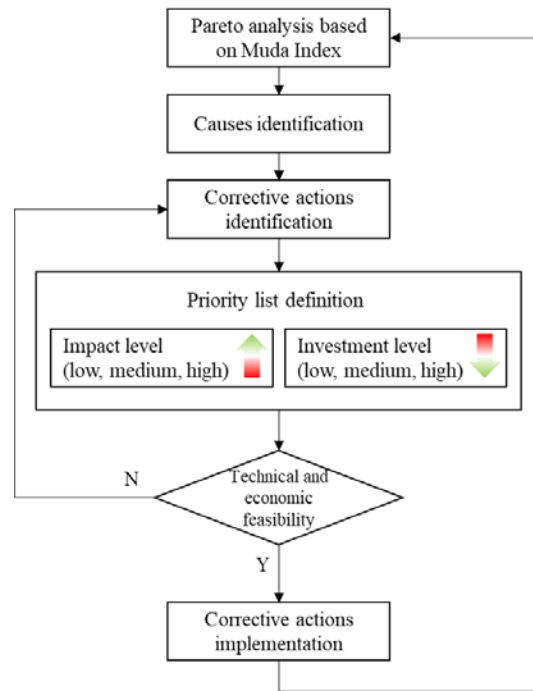 Pareto analysis based
on Muda Index
Causes identification
Corrective actions
identification
Priority list definition
Impact level
(low, medium, high)
Investment level
(low, medium, high)
N
Technical and
economic
feasibility
Y
Corrective actions
implementation